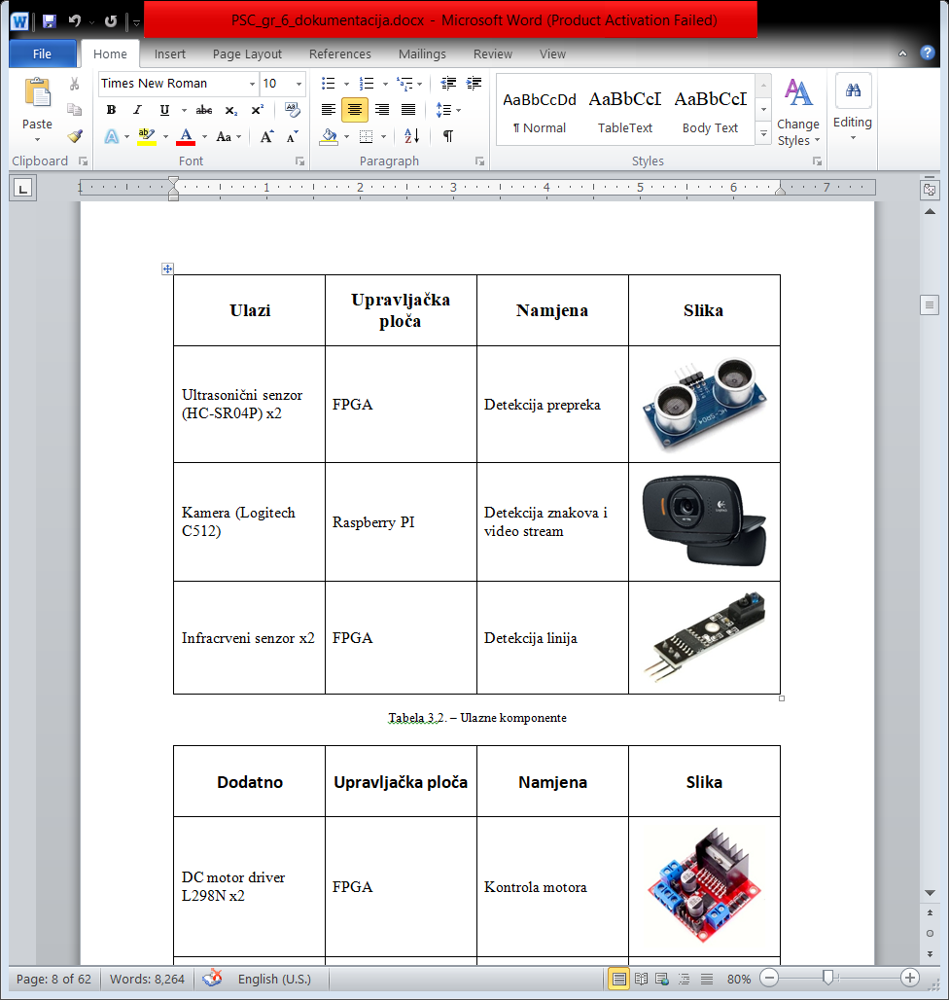 PSC_gr_6_dokumentacija.docx - Microsoft Word (Product Activation Failed)
File Home Insert Page Layout References Mailings Review View
Times New Roman 10
AaBbCcDd AaBbCcI AaBbCcI
Paste
¶ Normal TableText Body Text
Change Styles
Editing
Clipboard Font Paragraph Styles
1 1 2 3 4 5 6 7
Ulazi
Upravljačka
ploča
Namjena
Slika
Ultrasonični senzor
(HC-SR04P) x2
FPGA
Detekcija prepreka
HC-SR04
Kamera (Logitech
C512)
Raspberry PI
Detekcija znakova i
video stream
Infracrveni senzor x2
FPGA
Detekcija linija
Tabela 3.2. – Ulazne komponente
Dodatno
Upravljačka ploča
Namjena
Slika
DC motor driver
L298N x2
FPGA
Kontrola motora
Page: 8 of 62 Words: 8,264 English (U.S.) 80%